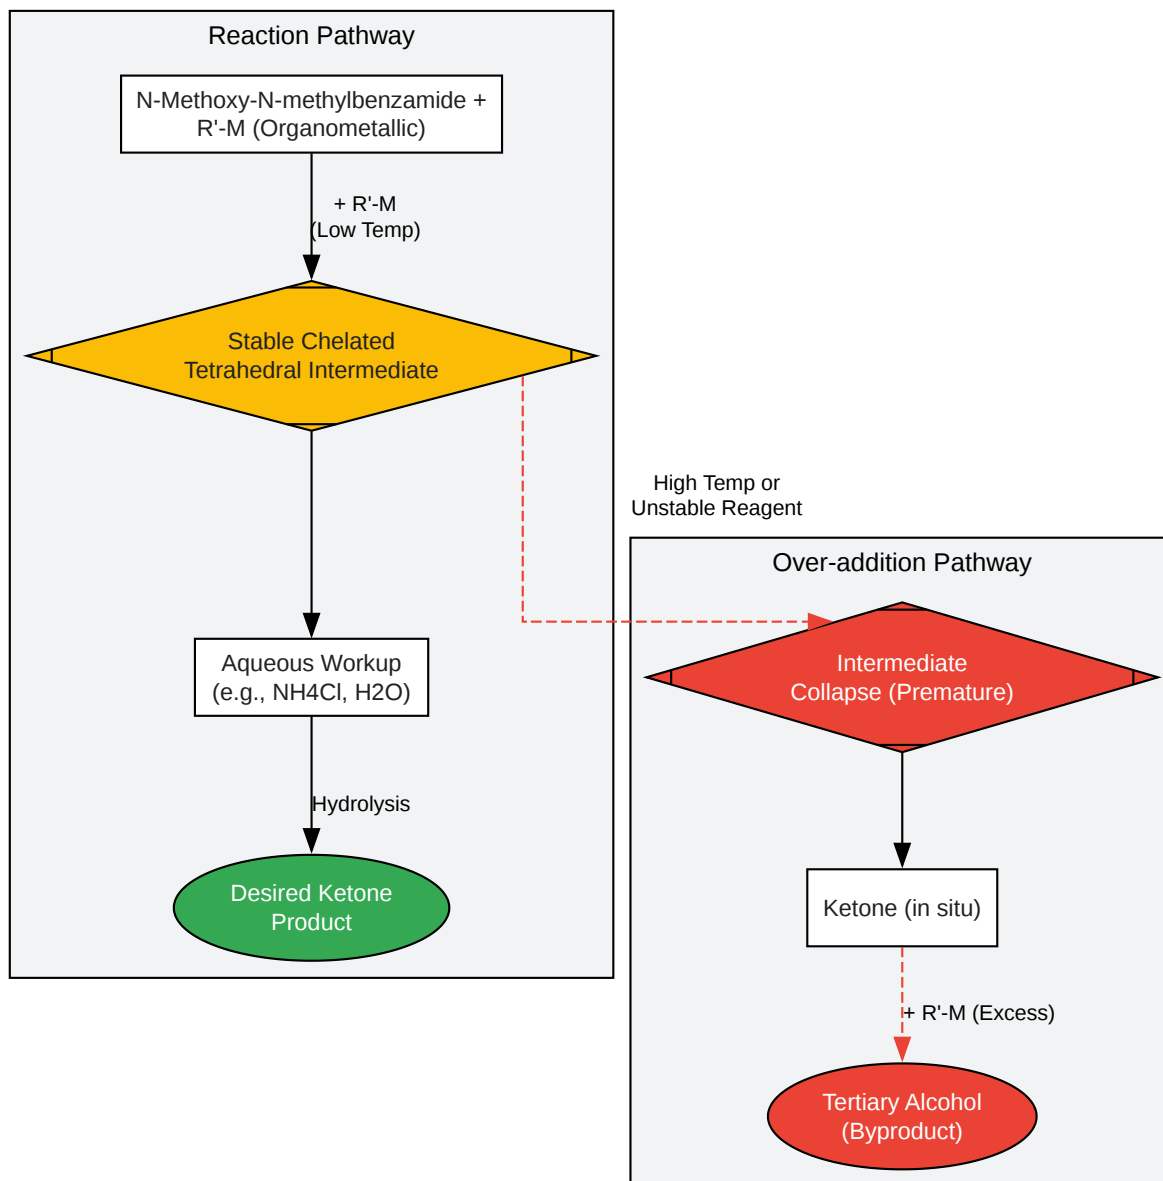 Reaction Pathway
N-Methoxy-N-methylbenzamide +
R'-M (Organometallic)
+ R'-M
(Low Temp)
Stable Chelated
Tetrahedral Intermediate
Aqueous Workup
(e.g., NH4Cl, H2O)
Hydrolysis
Desired Ketone
Product
High Temp or
Unstable Reagent
Over-addition Pathway
Intermediate
Collapse (Premature)
Ketone (in situ)
+ R'-M (Excess)
Tertiary Alcohol
(Byproduct)